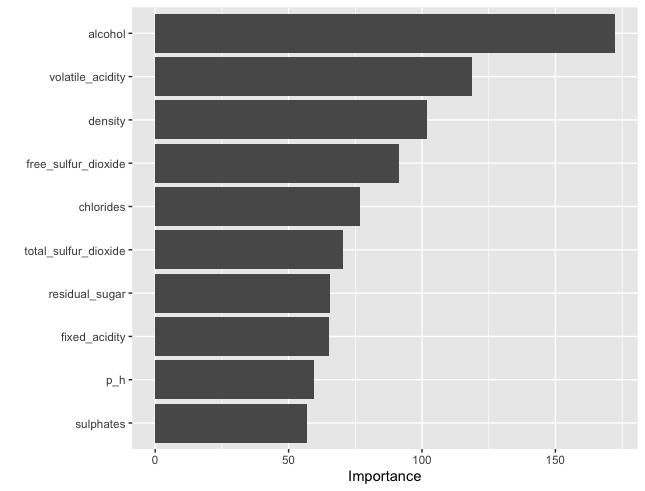 alcohol
volatile_acidity
density
free_sulfur_dioxide
chlorides
total_sulfur_dioxide
residual_sugar
fixed_acidity
p_h
sulphates
0 50 100 150
Importance